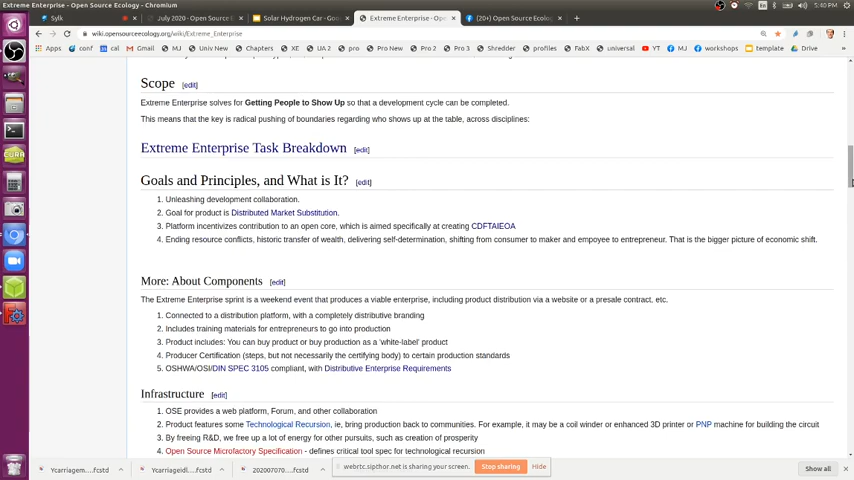 Extreme Enterprise - Open Source Ecology - Chromium
En
5:40 PM
Sylk
July 2020 - Open Source E
Solar Hydrogen Car - Goo
Extreme Enterprise - Ope
(20+) Open Source Ecolog
wiki.opensourceecology.org/wiki/Extreme_Enterprise
Apps conf cal Gmail MJ Univ New Chapters XE UA 2 pro Pro New Pro 2 Pro 3 Shredder profiles FabX universal YT MJ workshops template Drive »
Scope [edit]
Extreme Enterprise solves for Getting People to Show Up so that a development cycle can be completed.
This means that the key is radical pushing of boundaries regarding who shows up at the table, across disciplines:
Extreme Enterprise Task Breakdown [edit]
Goals and Principles, and What is It? [edit]
1. Unleashing development collaboration.
2. Goal for product is Distributed Market Substitution.
3. Platform incentivizes contribution to an open core, which is aimed specifically at creating CDFTAIEOA
4. Ending resource conflicts, historic transfer of wealth, delivering self-determination, shifting from consumer to maker and empoyee to entrepreneur. That is the bigger picture of economic shift.
More: About Components [edit]
The Extreme Enterprise sprint is a weekend event that produces a viable enterprise, including product distribution via a website or a presale contract, etc.
1. Connected to a distribution platform, with a completely distributive branding
2. Includes training materials for entrepreneurs to go into production
3. Product includes: You can buy product or buy production as a 'white-label' product
4. Producer Certification (steps, but not necessarily the certifying body) to certain production standards
5. OSHWA/OSI/DIN SPEC 3105 compliant, with Distributive Enterprise Requirements
Infrastructure [edit]
1. OSE provides a web platform, Forum, and other collaboration
2. Product features some Technological Recursion, ie, bring production back to communities. For example, it may be a coil winder or enhanced 3D printer or PNP machine for building the circuit
3. By freeing R&D, we free up a lot of energy for other pursuits, such as creation of prosperity
4. Open Source Microfactory Specification - defines critical tool spec for technological recursion
CURA
Ycarriagem....fcstd
Ycarriageidl....fcstd
202007070....fcstd
webrtc.sipthor.net is sharing your screen.
Stop sharing
Hide
Show all